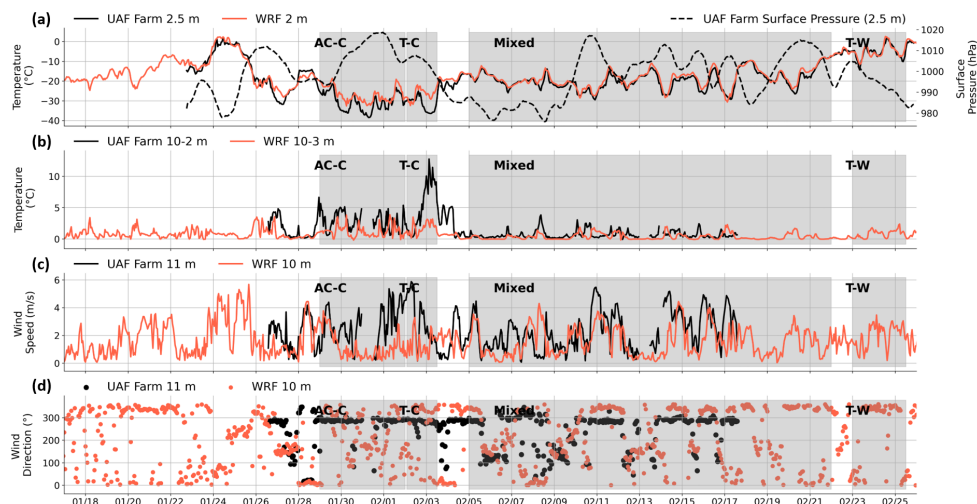 (a)
UAF Farm 2.5 m
WRF 2 m
UAF Farm Surface Pressure (2.5 m)
AC-C
T-C
Mixed
T-W
Temperature
(°C)
0
−10
−20
−30
−40
Surface
Pressure (hPa)
1020
1010
1000
990
980
(b)
UAF Farm 10-2 m
WRF 10-3 m
AC-C
T-C
Mixed
T-W
Temperature
(°C)
10
5
0
(c)
UAF Farm 11 m
WRF 10 m
AC-C
T-C
Mixed
T-W
Wind
Speed (m/s)
6
4
2
0
(d)
UAF Farm 11 m
WRF 10 m
AC-C
T-C
Mixed
T-W
Wind
Direction (°)
300
200
100
0
01/18 01/20 01/22 01/24 01/26 01/28 01/30 02/01 02/03 02/05 02/07 02/09 02/11 02/13 02/15 02/17 02/19 02/21 02/23 02/25